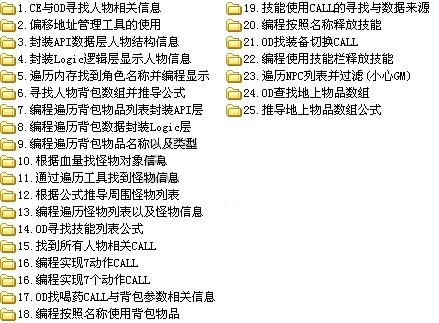 1.CE与OD寻找人物相关信息
2.偏移地址管理工具的使用
3.封装API数据层人物结构信息
4.封装Logic逻辑层显示人物信息
5.遍历内存找到角色名称并编程显示
6.寻找人物背包数组并推导公式
7.编程遍历背包物品列表封装API层
8.编程遍历背包数据封装Logic层
9.编程遍历背包物品名称以及类型
10.根据血量找怪物对象信息
11.通过遍历工具找到怪物信息
12.根据公式推导周围怪物列表
13.编程遍历怪物列表以及怪物信息
14.OD寻找技能列表公式
15.找到所有人物相关CALL
16.编程实现7动作CALL
16.编程实现7个动作CALL
17.OD找喝药CALL与背包参数相关信息
18.编程按照名称使用背包物品
19.技能使用CALL的寻找与数据来源
20.编程按照名称释放技能
21.OD找装备切换CALL
22.编程使用技能栏释放技能
23.遍历NPC列表并过滤(小心GM)
24.OD查找地上物品数组
25.推导地上物品数组公式